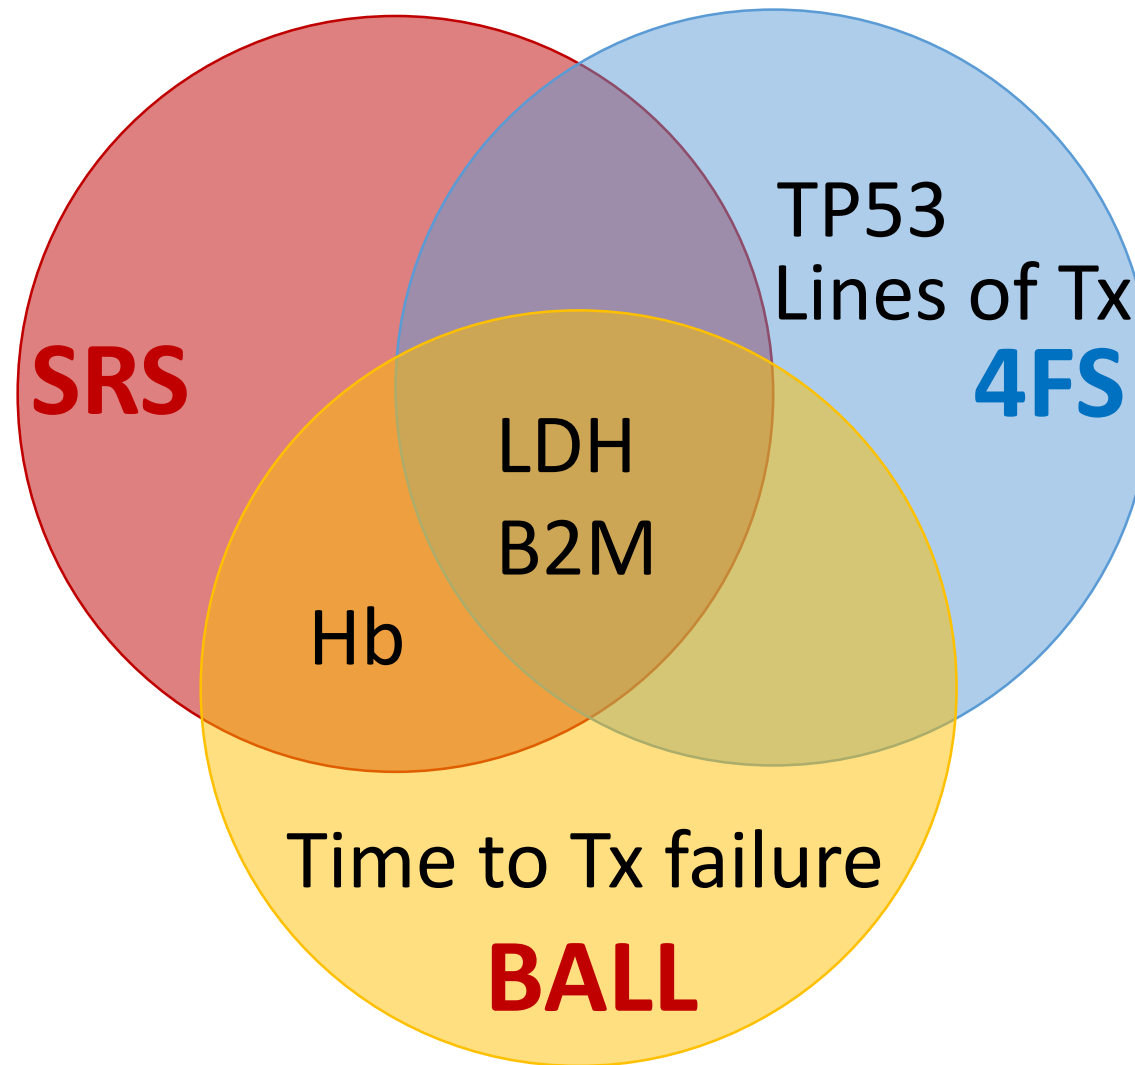 TP53
Lines of Tx
SRS
4FS
LDH
B2M
Hb
Time to Tx failure
BALL